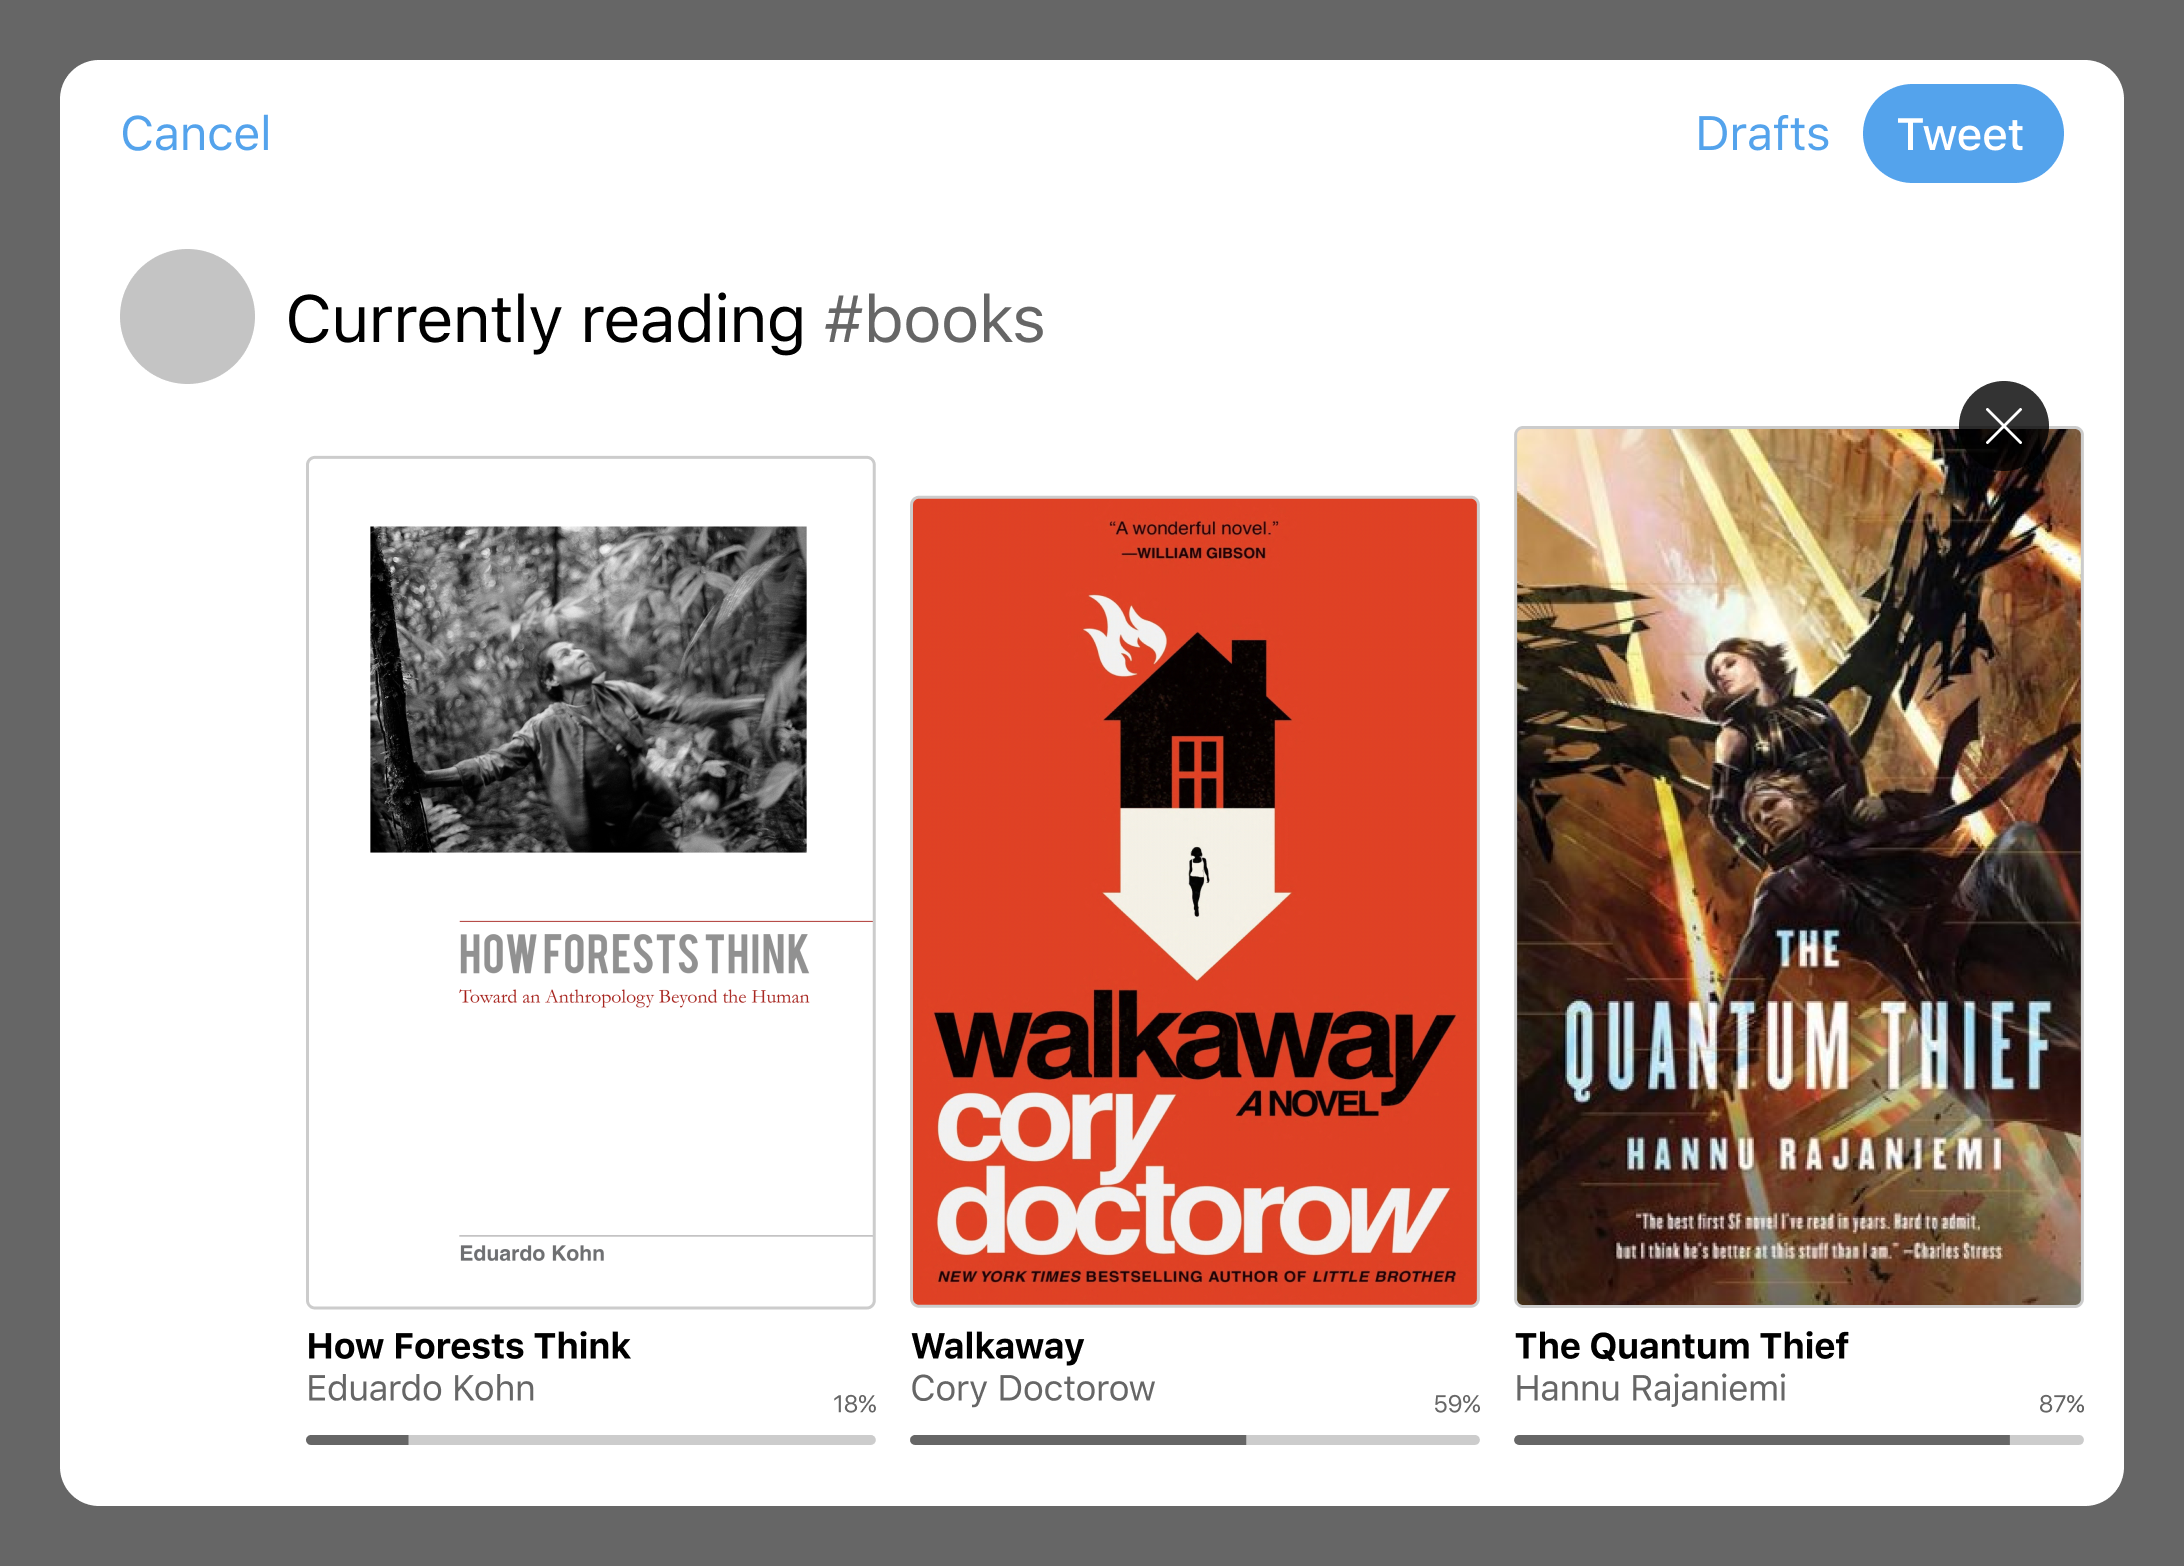 Cancel
Drafts
Tweet
Currently reading #books
HOW FORESTS THINK
Toward an Anthropology Beyond the Human
Eduardo Kohn
“A wonderful novel.”
—WILLIAM GIBSON
walkaway
A NOVEL
cory
doctorow
NEW YORK TIMES BESTSELLING AUTHOR OF LITTLE BROTHER
THE
QUANTUM THIEF
HANNU RAJANIEMI
"The best first SF novel I've read in years. Hard to admit,
but I think he's better at this stuff than I am." —Charles Stross
How Forests Think
Eduardo Kohn
18%
Walkaway
Cory Doctorow
59%
The Quantum Thief
Hannu Rajaniemi
87%